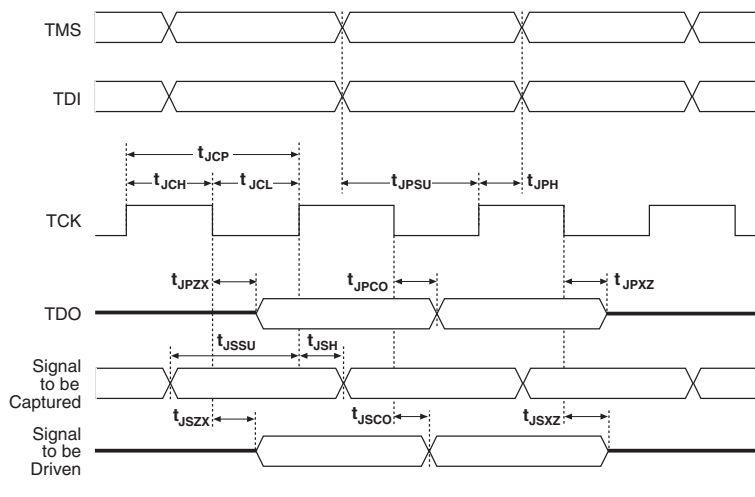 TMS
TDI
tJCP
tJCH
tJCL
tJPSU
tJPH
TCK
tJPZX
tJPCO
tJPXZ
TDO
tJSSU
tJSH
Signal
to be
Captured
tJSZX
tJSCO
tJSXZ
Signal
to be
Driven